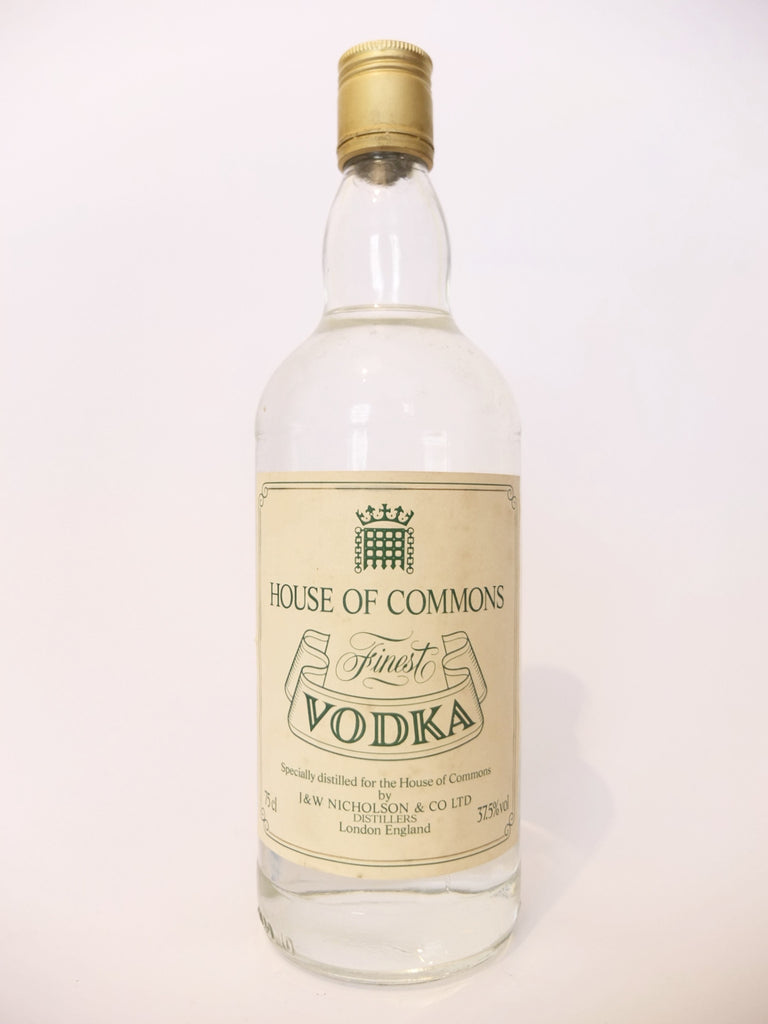 HOUSE OF COMMONS
Finest
VODKA
Specially distilled for the House of Commons
by
J&W NICHOLSON & CO LTD
DISTILLERS
London England
75 cl
37.5% vol